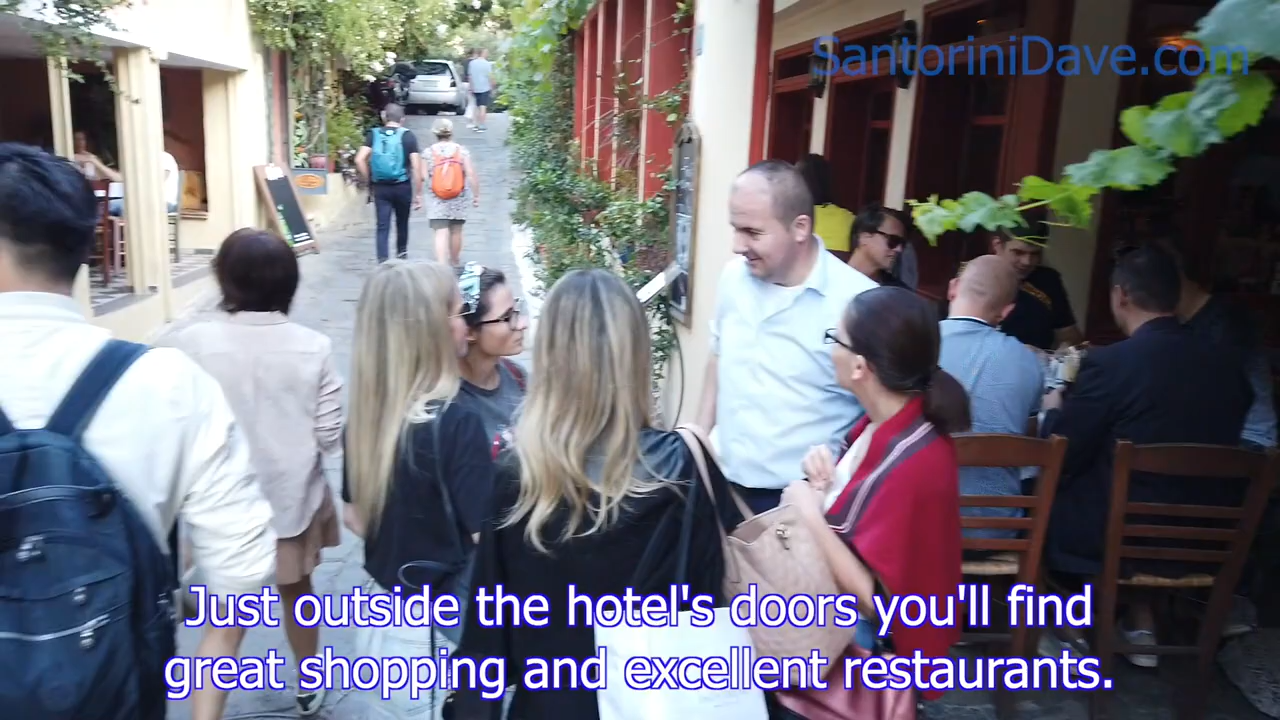 SantoriniDave.com
Just outside the hotel's doors you'll find
great shopping and excellent restaurants.